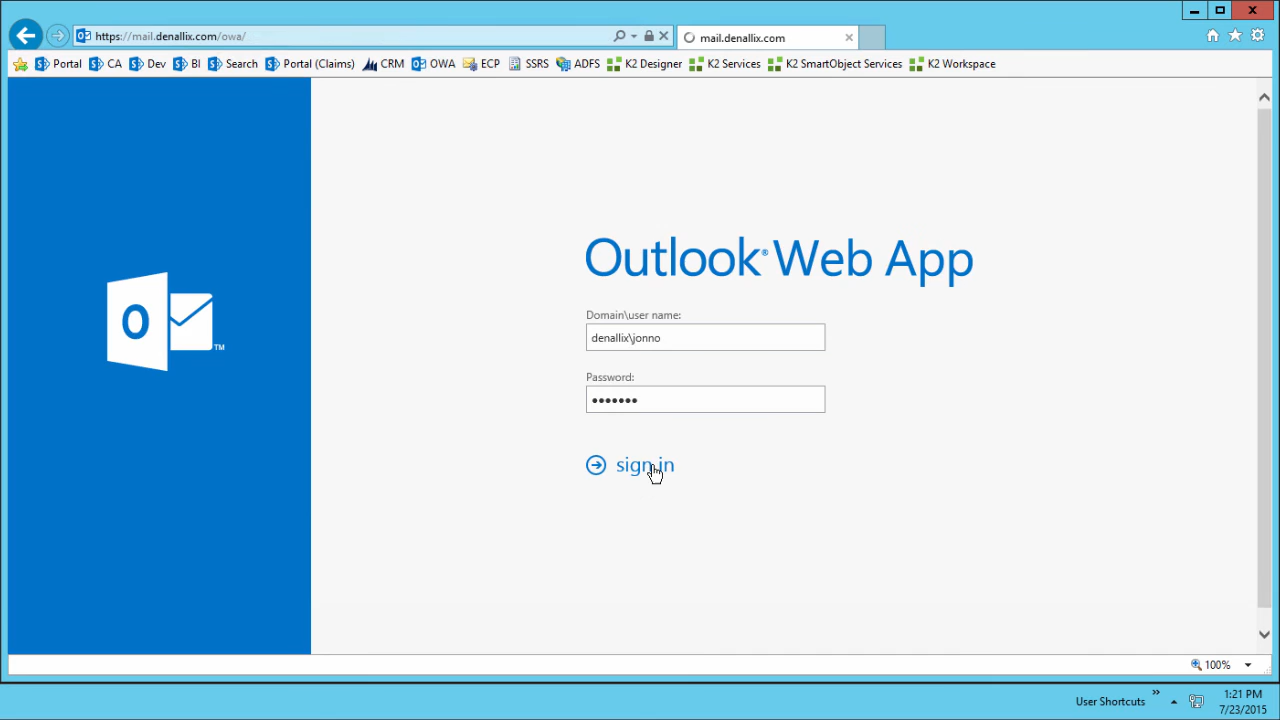 https://mail.denallix.com/owa/
mail.denallix.com
Portal CA Dev BI Search Portal (Claims) CRM OWA ECP SSRS ADFS K2 Designer K2 Services K2 SmartObject Services K2 Workspace
Outlook® Web App
Domain\user name:
denallix\jonno
O
TM
Password:
•••••••
sign in
100%
User Shortcuts
1:21 PM
7/23/2015